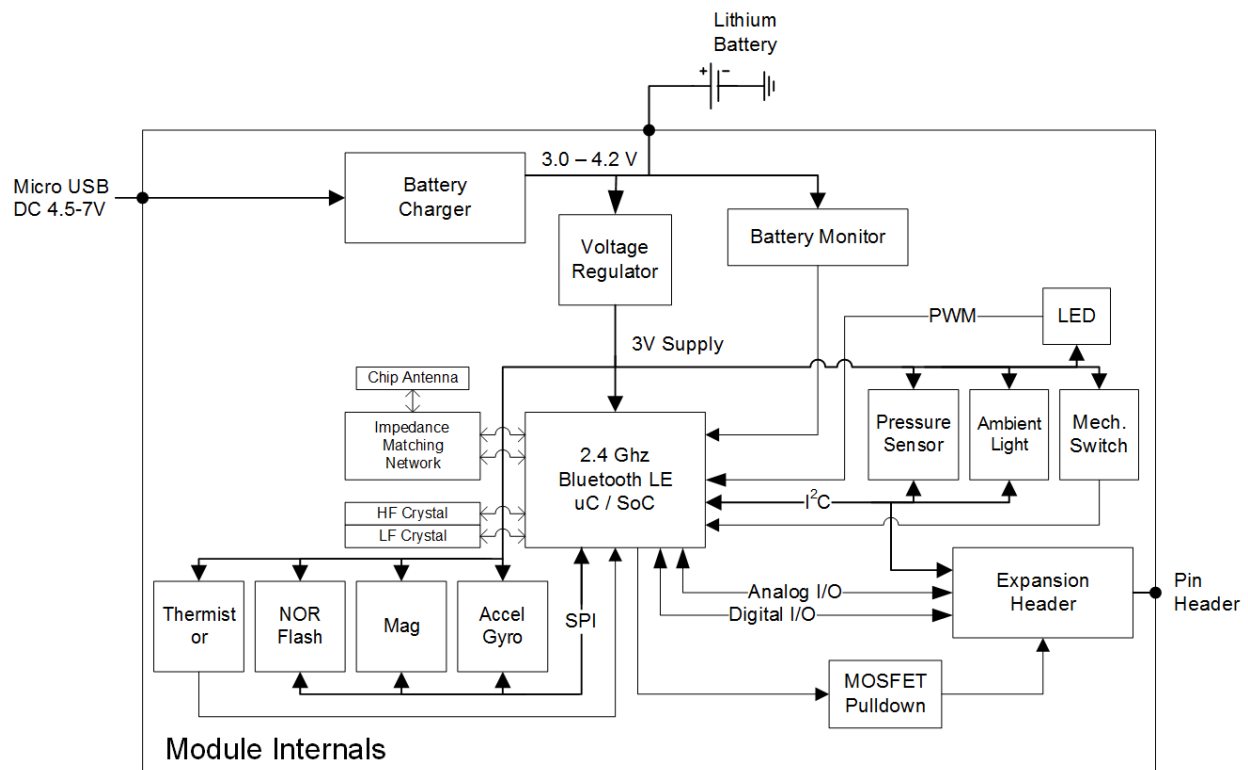 Lithium
Battery
+ -
3.0 – 4.2 V
Micro USB
DC 4.5-7V
Battery
Charger
Voltage
Regulator
Battery Monitor
PWM
LED
3V Supply
Chip Antenna
Impedance
Matching
Network
2.4 Ghz
Bluetooth LE
uC / SoC
Pressure
Sensor
Ambient
Light
Mech.
Switch
I²C
HF Crystal
LF Crystal
Thermist
or
NOR
Flash
Mag
Accel
Gyro
SPI
Analog I/O
Digital I/O
Expansion
Header
Pin
Header
MOSFET
Pulldown
Module Internals